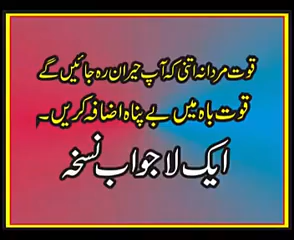 قوت مردانہ اتنی کہ آپ حیران رہ جائیں گے
قوت باہ میں بے پناہ اضافہ کریں۔
ایک لاجواب نسخہ